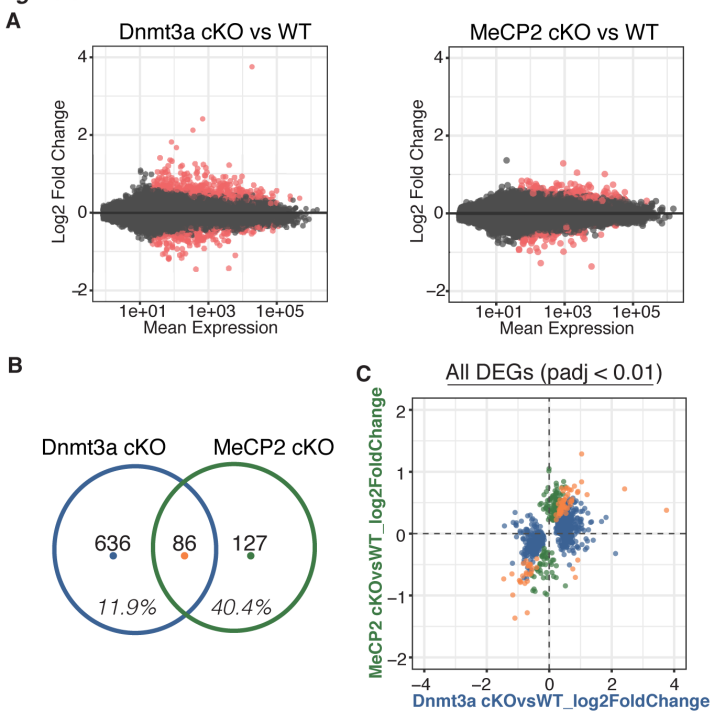 A
Dnmt3a cKO vs WT
MeCP2 cKO vs WT
Log2 Fold Change
4
2
0
−2
1e+01 1e+03 1e+05
Mean Expression
Log2 Fold Change
4
2
0
−2
1e+01 1e+03 1e+05
Mean Expression
B
Dnmt3a cKO
MeCP2 cKO
636
86
127
11.9%
40.4%
C
All DEGs (padj < 0.01)
MeCP2 cKOvsWT_log2FoldChange
2
1
0
−1
−2
−4 −2 0 2 4
Dnmt3a cKOvsWT_log2FoldChange